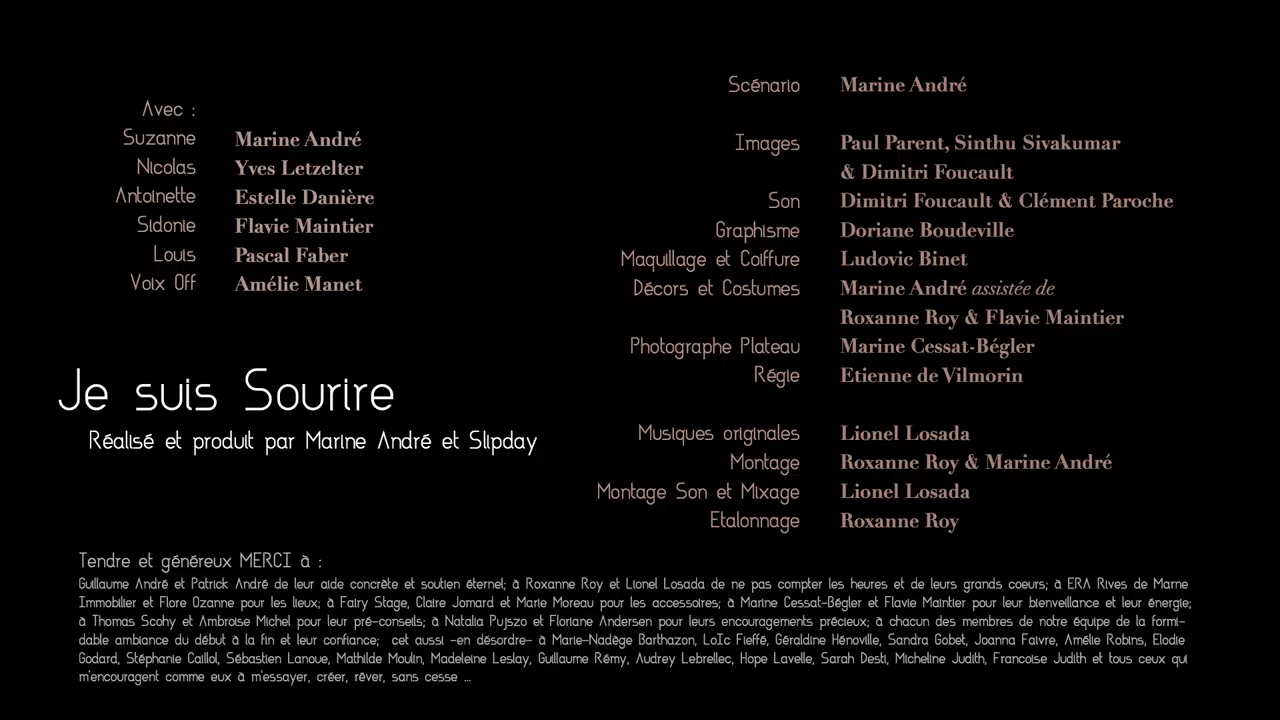 Avec :
Suzanne Marine André
Nicolas Yves Letzelter
Antoinette Estelle Danière
Sidonie Flavie Maintier
Louis Pascal Faber
Voix Off Amélie Manet
Je suis Sourire
Réalisé et produit par Marine André et Slipday
Scénario Marine André
Images Paul Parent, Sinthu Sivakumar
& Dimitri Foucault
Son Dimitri Foucault & Clément Paroche
Graphisme Doriane Boudeville
Maquillage et Coiffure Ludovic Binet
Décors et Costumes Marine André assistée de
Roxanne Roy & Flavie Maintier
Photographe Plateau Marine Cessat-Bégler
Régie Etienne de Vilmorin
Musiques originales Lionel Losada
Montage Roxanne Roy & Marine André
Montage Son et Mixage Lionel Losada
Etalonnage Roxanne Roy
Tendre et généreux MERCI à :
Guillaume André et Patrick André de leur aide concrète et soutien éternel; à Roxanne Roy et Lionel Losada de ne pas compter les heures et de leurs grands coeurs; à ERA Rives de Marne
Immobilier et Flore Ozanne pour les lieux; à Fairy Stage, Claire Jomard et Marie Moreau pour les accessoires; à Marine Cessat-Bégler et Flavie Maintier pour leur bienveillance et leur énergie;
à Thomas Scohy et Ambroise Michel pour leur pré-conseils; à Natalia Pujszo et Floriane Andersen pour leurs encouragements précieux; à chacun des membres de notre équipe de la formi-
dable ambiance du début à la fin et leur confiance; cet aussi -en désordre- à Marie-Nadège Barthazon, LoIc Fieffé, Géraldine Hénoville, Sandra Gobet, Joanna Faivre, Amélie Robins, Elodie
Godard, Stéphanie Caillol, Sébastien Lanoue, Mathilde Moulin, Madeleine Leslay, Guillaume Rémy, Audrey Lebrellec, Hope Lavelle, Sarah Desti, Micheline Judith, Francoise Judith et tous ceux qui
m'encouragent comme eux à m'essayer, créer, rêver, sans cesse ...